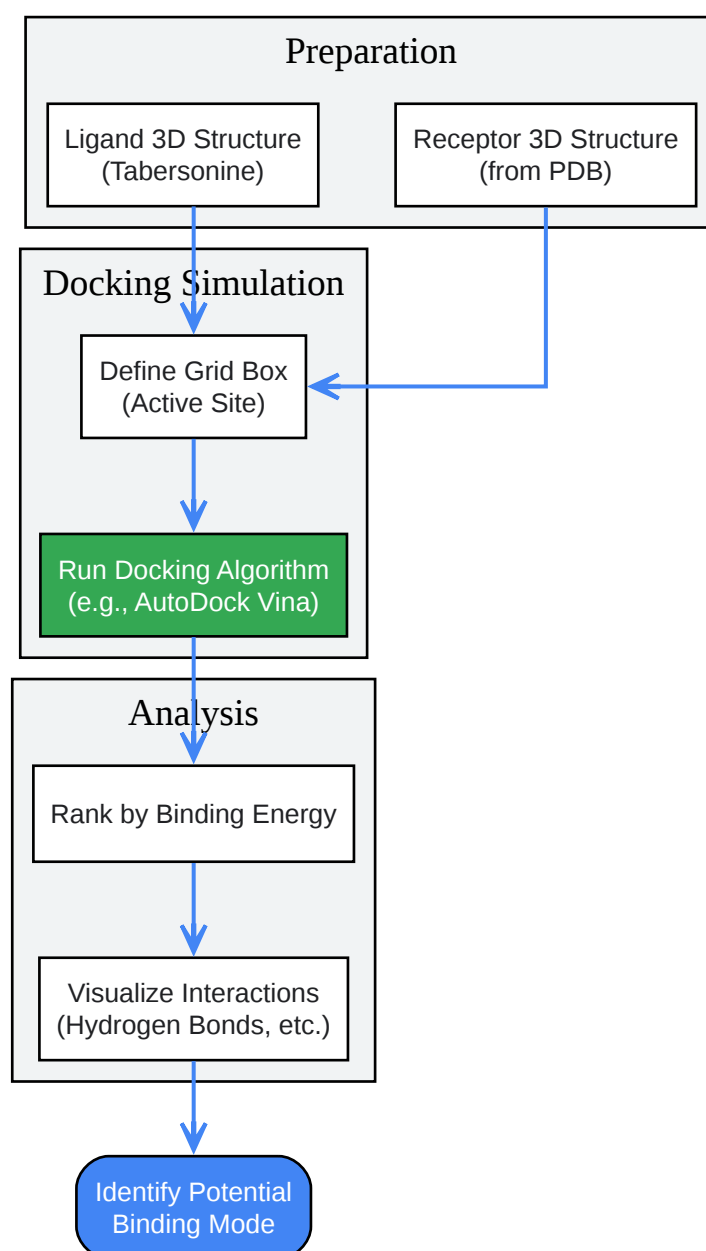 Preparation
Ligand 3D Structure
(Tabersonine)
Receptor 3D Structure
(from PDB)
Docking Simulation
Define Grid Box
(Active Site)
Run Docking Algorithm
(e.g., AutoDock Vina)
Analysis
Rank by Binding Energy
Visualize Interactions
(Hydrogen Bonds, etc.)
Identify Potential
Binding Mode